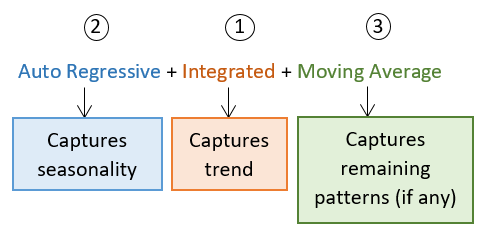 ② ① ③
Auto Regressive + Integrated + Moving Average
Captures
seasonality
Captures
trend
Captures
remaining
patterns (if any)